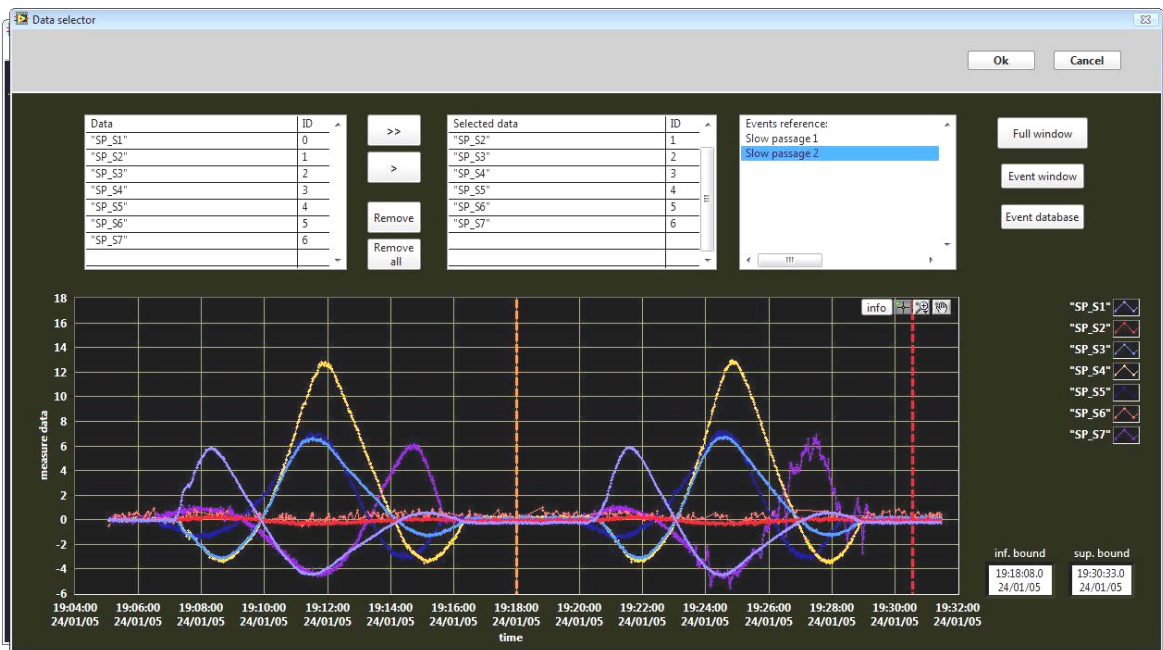 Data selector
Ok Cancel
Data ID
"SP_S1" 0
"SP_S2" 1
"SP_S3" 2
"SP_S4" 3
"SP_S5" 4
"SP_S6" 5
"SP_S7" 6
>>
>
Remove
Remove
all
Selected data ID
"SP_S2" 1
"SP_S3" 2
"SP_S4" 3
"SP_S5" 4
"SP_S6" 5
"SP_S7" 6
Events reference:
Slow passage 1
Slow passage 2
Full window
Event window
Event database
info
measure data
18
16
14
12
10
8
6
4
2
0
-2
-4
-6
19:04:00 19:06:00 19:08:00 19:10:00 19:12:00 19:14:00 19:16:00 19:18:00 19:20:00 19:22:00 19:24:00 19:26:00 19:28:00 19:30:00 19:32:00
24/01/05 24/01/05 24/01/05 24/01/05 24/01/05 24/01/05 24/01/05 24/01/05 24/01/05 24/01/05 24/01/05 24/01/05 24/01/05 24/01/05 24/01/05
time
"SP_S1"
"SP_S2"
"SP_S3"
"SP_S4"
"SP_S5"
"SP_S6"
"SP_S7"
inf. bound sup. bound
19:18:08.0 19:30:33.0
24/01/05 24/01/05